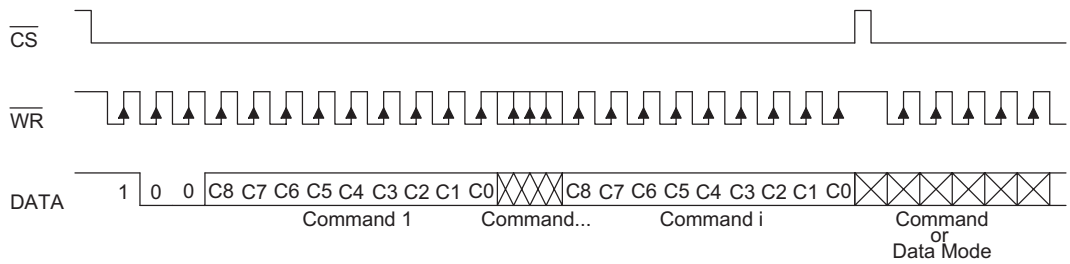 CS
WR
DATA 1 0 0 C8 C7 C6 C5 C4 C3 C2 C1 C0 C8 C7 C6 C5 C4 C3 C2 C1 C0
Command 1 Command... Command i Command
or
Data Mode